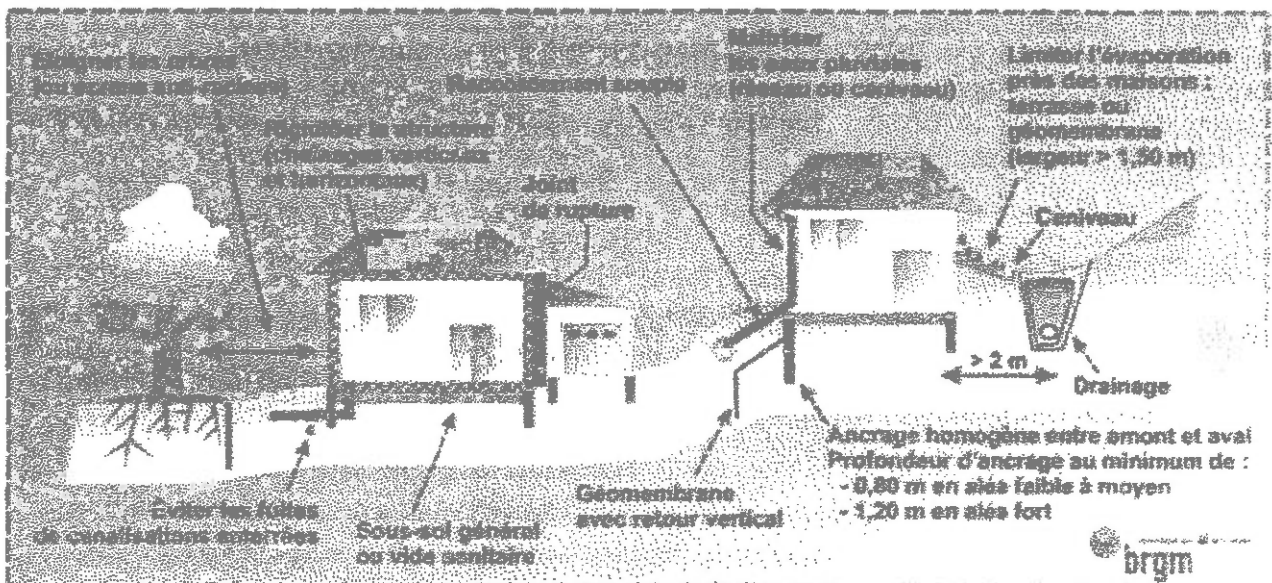 Eloigner les arbres
(ou écrans anti-racines)
Rigidifier la structure
(chaînages verticaux
et horizontaux)
Joint
de rupture
Raccordement souple
Maîtriser
les eaux pluviales
(réseau ou caniveau)
Limiter l'évaporation
près des maisons :
terrasse ou
géomembrane
(largeur > 1,50 m)
Caniveau
> 2 m
Drainage
Eviter les fuites
de canalisations enterrées
Sous-sol général
ou vide sanitaire
Géomembrane
avec retour vertical
Ancrage homogène entre amont et aval
Profondeur d'ancrage au minimum de :
- 0,80 m en aléa faible à moyen
- 1,20 m en aléa fort
brgm